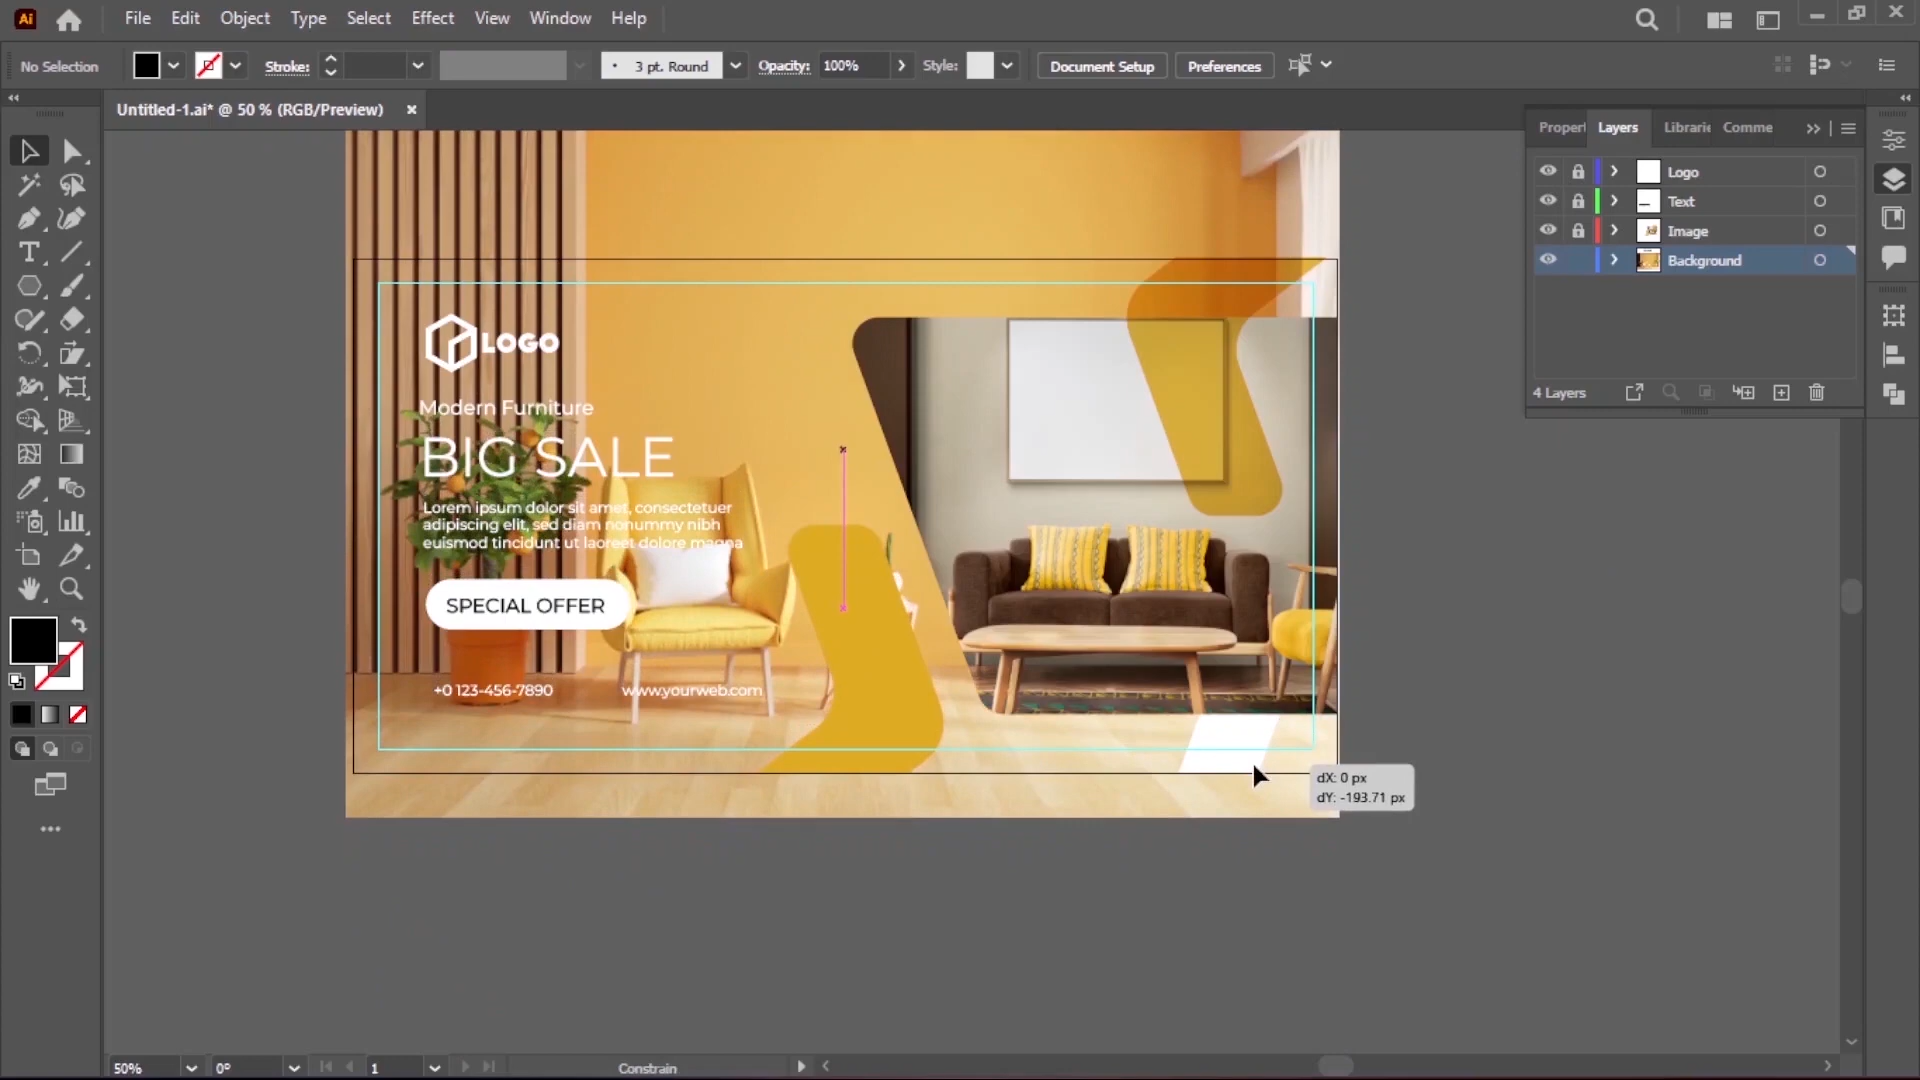 Ai
File Edit Object Type Select Effect View Window Help
No Selection Stroke: 3 pt. Round Opacity: 100% Style: Document Setup Preferences
Untitled-1.ai* @ 50 % (RGB/Preview)
Propert Layers Librarie Comme
Logo
Text
Image
Background
4 Layers
LOGO
Modern Furniture
BIG SALE
Lorem ipsum dolor sit amet, consectetuer
adipiscing elit, sed diam nonummy nibh
euismod tincidunt ut laoreet dolore magna
SPECIAL OFFER
+0 123-456-7890 www.yourweb.com
dX: 0 px
dY: -193.71 px
50% 0° 1 Constrain